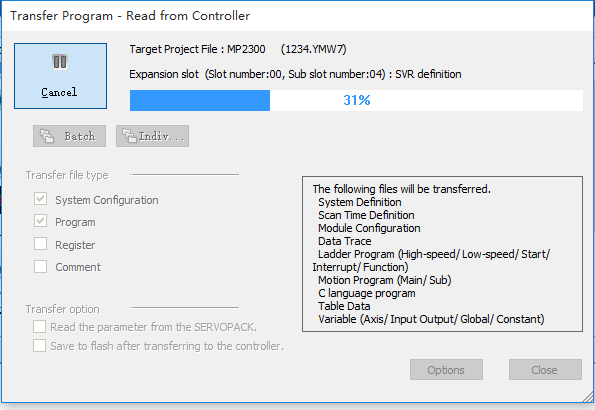 Transfer Program - Read from Controller
Cancel
Target Project File : MP2300 (1234.YMW7)
Expansion slot (Slot number:00, Sub slot number:04) : SVR definition
31%
Batch
Indiv...
Transfer file type
System Configuration
Program
Register
Comment
Transfer option
Read the parameter from the SERVOPACK.
Save to flash after transferring to the controller.
The following files will be transferred.
System Definition
Scan Time Definition
Module Configuration
Data Trace
Ladder Program (High-speed/ Low-speed/ Start/
Interrupt/ Function)
Motion Program (Main/ Sub)
C language program
Table Data
Variable (Axis/ Input Output/ Global/ Constant)
Options
Close